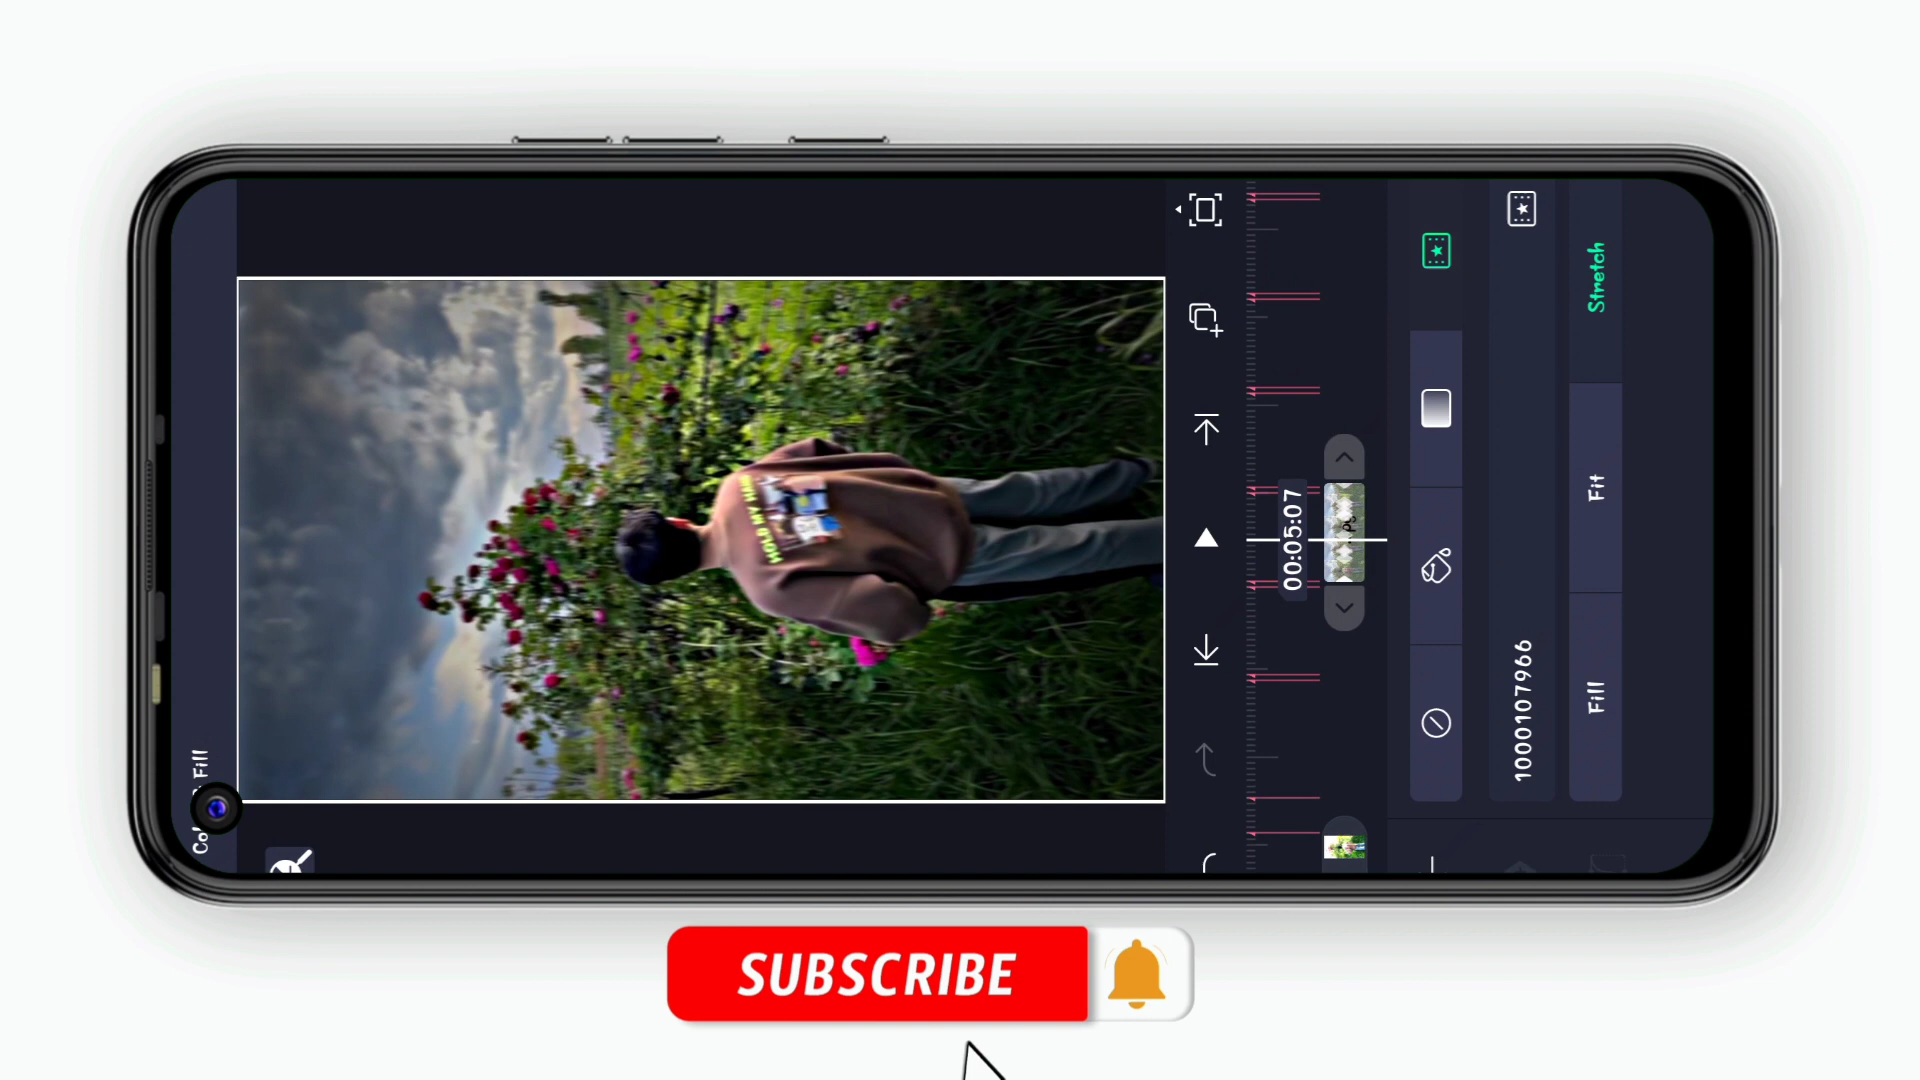 Fill
00:05:07
1000107966
Stretch
Fit
Fill
SUBSCRIBE